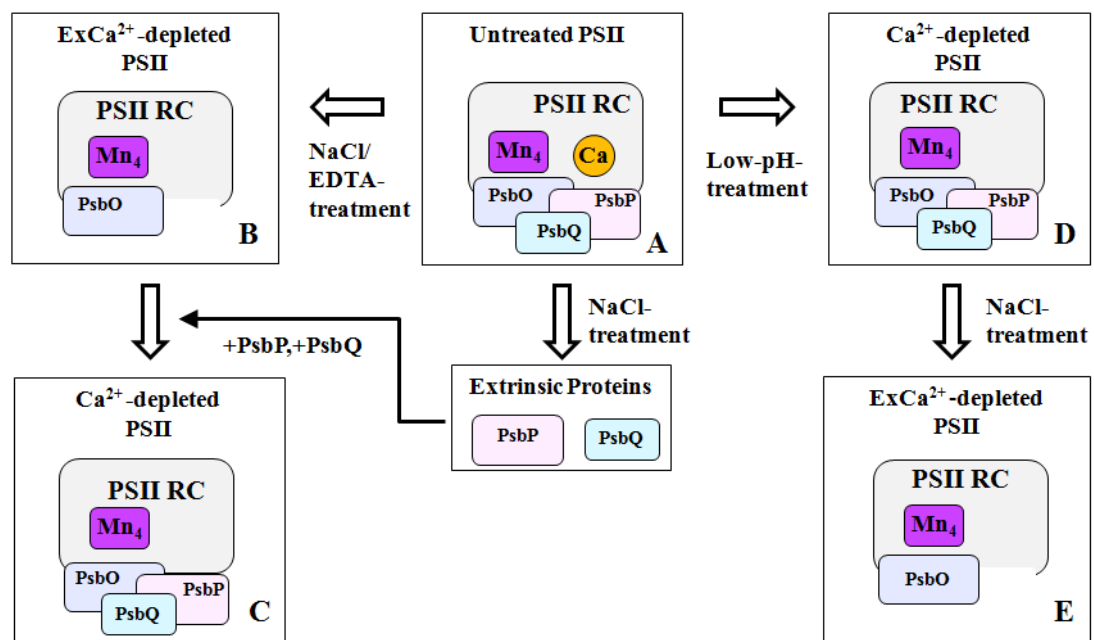 ExCa²⁺-depleted
PSII
PSII RC
Mn₄
PsbO
B
NaCl/
EDTA-
treatment
Untreated PSII
PSII RC
Mn₄
Ca
PsbO
PsbP
PsbQ
A
Low-pH-
treatment
Ca²⁺-depleted
PSII
PSII RC
Mn₄
PsbO
PsbP
PsbQ
D
+PsbP,+PsbQ
NaCl-
treatment
NaCl-
treatment
Ca²⁺-depleted
PSII
PSII RC
Mn₄
PsbO
PsbP
PsbQ
C
Extrinsic Proteins
PsbP
PsbQ
ExCa²⁺-depleted
PSII
PSII RC
Mn₄
PsbO
E